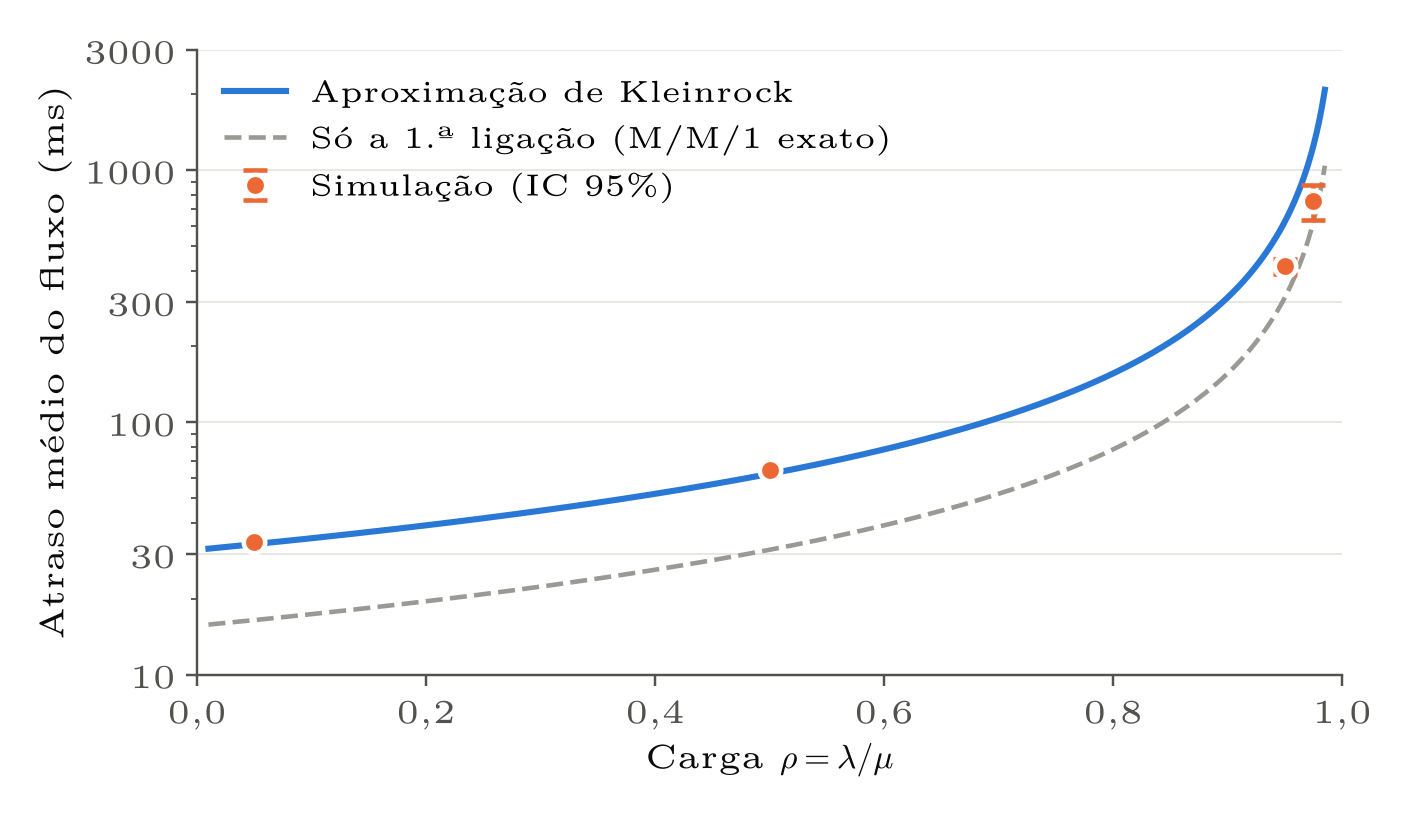 Atraso médio do fluxo (ms)
3000
1000
300
100
30
10
Aproximação de Kleinrock
Só a 1.ª ligação (M/M/1 exato)
Simulação (IC 95%)
0,0 0,2 0,4 0,6 0,8 1,0
Carga ρ = λ/μ